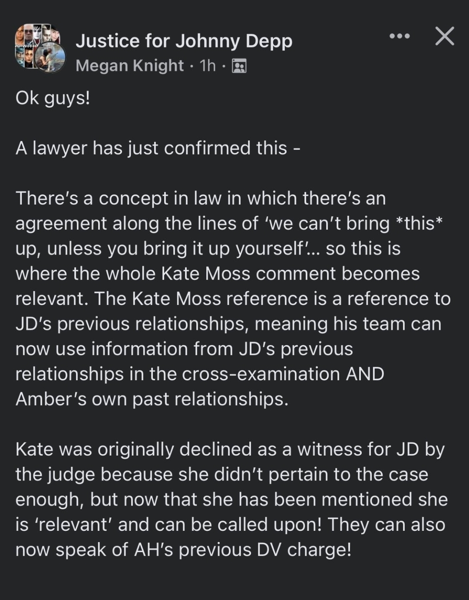 Justice for Johnny Depp
Megan Knight · 1h ·
Ok guys!
A lawyer has just confirmed this -
There’s a concept in law in which there’s an
agreement along the lines of ‘we can’t bring *this*
up, unless you bring it up yourself’... so this is
where the whole Kate Moss comment becomes
relevant. The Kate Moss reference is a reference to
JD’s previous relationships, meaning his team can
now use information from JD’s previous
relationships in the cross-examination AND
Amber’s own past relationships.
Kate was originally declined as a witness for JD by
the judge because she didn’t pertain to the case
enough, but now that she has been mentioned she
is ‘relevant’ and can be called upon! They can also
now speak of AH’s previous DV charge!